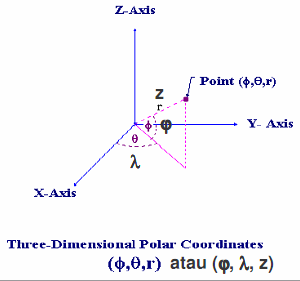 Z-Axis
Z
r
Point (ϕ,θ,r)
ϕ φ
Y- Axis
θ
λ
X-Axis
Three-Dimensional Polar Coordinates
(ϕ,θ,r) atau (φ, λ, z)